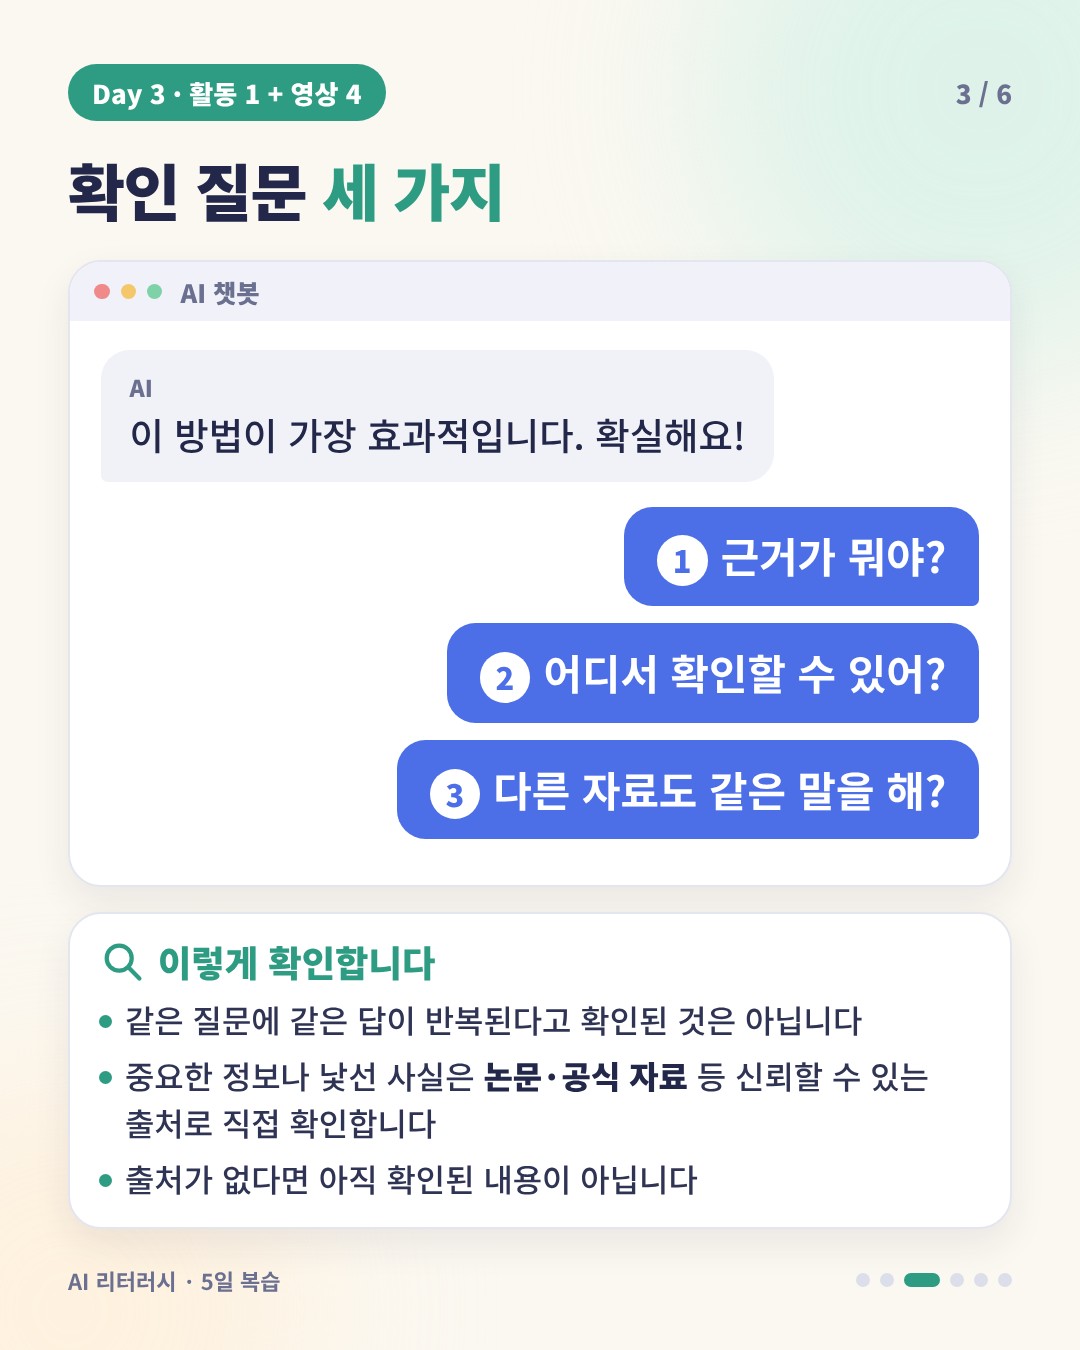 Day 3 · 활동 1 + 영상 4
3 / 6
확인 질문 세 가지
AI 챗봇
AI
이 방법이 가장 효과적입니다. 확실해요!
1 근거가 뭐야?
2 어디서 확인할 수 있어?
3 다른 자료도 같은 말을 해?
이렇게 확인합니다
같은 질문에 같은 답이 반복된다고 확인된 것은 아닙니다
중요한 정보나 낯선 사실은 논문·공식 자료 등 신뢰할 수 있는
출처로 직접 확인합니다
출처가 없다면 아직 확인된 내용이 아닙니다
AI 리터러시 · 5일 복습